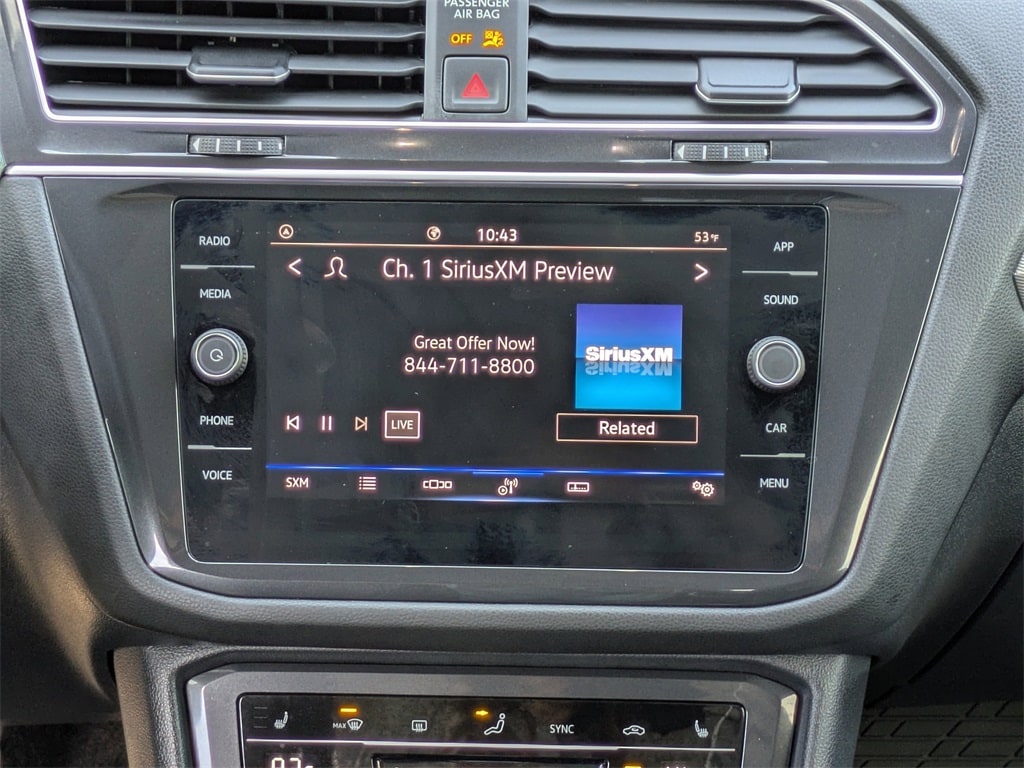 PASSENGER
AIR BAG
OFF
RADIO
MEDIA
PHONE
VOICE
10:43
53°F
Ch. 1 SiriusXM Preview
Great Offer Now!
844-711-8800
SiriusXM
LIVE
Related
SXM
APP
SOUND
CAR
MENU
MAX
SYNC